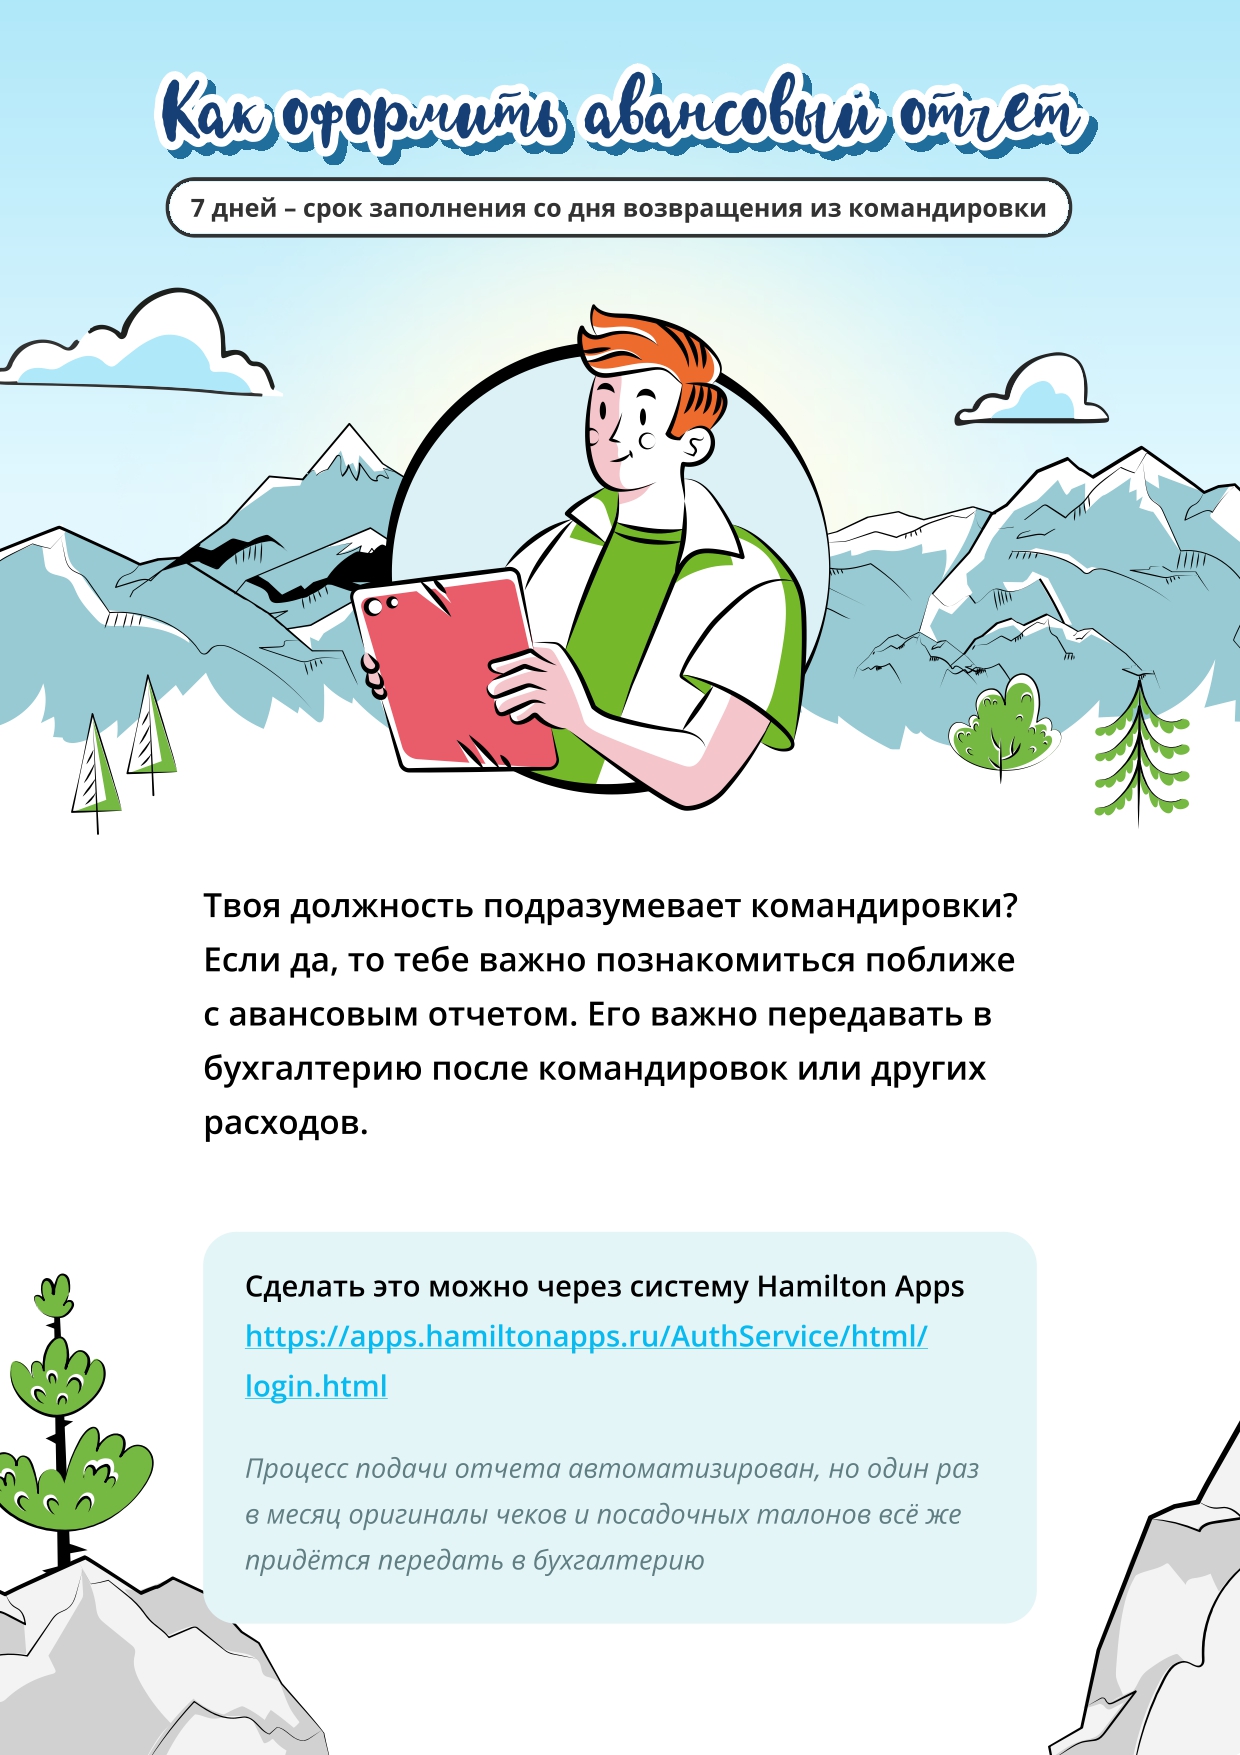 Как оформить авансовый отчет
7 дней – срок заполнения со дня возвращения из командировки
Твоя должность подразумевает командировки?
Если да, то тебе важно познакомиться поближе
с авансовым отчетом. Его важно передавать в
бухгалтерию после командировок или других
расходов.
Сделать это можно через систему Hamilton Apps
https://apps.hamiltonapps.ru/AuthService/html/
login.html
Процесс подачи отчета автоматизирован, но один раз
в месяц оригиналы чеков и посадочных талонов всё же
придётся передать в бухгалтерию